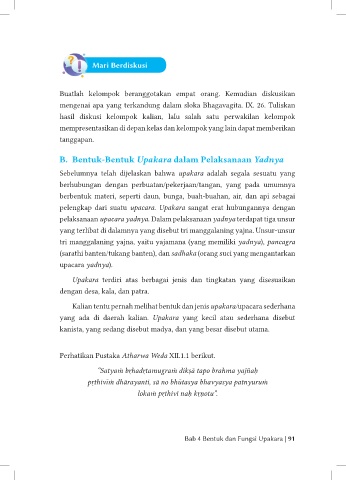 Mari Berdiskusi
Buatlah kelompok beranggotakan empat orang. Kemudian diskusikan
mengenai apa yang terkandung dalam sloka Bhagavagita. IX. 26. Tuliskan
hasil diskusi kelompok kalian, lalu salah satu perwakilan kelompok
mempresentasikan di depan kelas dan kelompok yang lain dapat memberikan
tanggapan.
B. Bentuk-Bentuk Upakara dalam Pelaksanaan Yadnya
Sebelumnya telah dijelaskan bahwa upakara adalah segala sesuatu yang
berhubungan dengan perbuatan/pekerjaan/tangan, yang pada umumnya
berbentuk materi, seperti daun, bunga, buah-buahan, air, dan api sebagai
pelengkap dari suatu upacara. Upakara sangat erat hubungannya dengan
pelaksanaan upacara yadnya. Dalam pelaksanaan yadnya terdapat tiga unsur
yang terlibat di dalamnya yang disebut tri manggalaning yajna. Unsur-unsur
tri manggalaning yajna, yaitu yajamana (yang memiliki yadnya), pancagra
(sarathi banten/tukang banten), dan sadhaka (orang suci yang mengantarkan
upacara yadnya).
Upakara terdiri atas berbagai jenis dan tingkatan yang disesuaikan
dengan desa, kala, dan patra.
Kalian tentu pernah melihat bentuk dan jenis upakara/upacara sederhana
yang ada di daerah kalian. Upakara yang kecil atau sederhana disebut
kanista, yang sedang disebut madya, dan yang besar disebut utama.
Perhatikan Pustaka Atharwa Weda XII.1.1 berikut.
"Satyaṁ bṛhadṛtamugraṁ dīkṣā tapo brahma yajñaḥ
pṛthivīṁ dhārayanti, sā no bhūtasya bhavyasya patnyuruṁ
lokaṁ pṛthivī naḥ kṛṇotu".
Bab 4 Bentuk dan Fungsi Upakara | 91